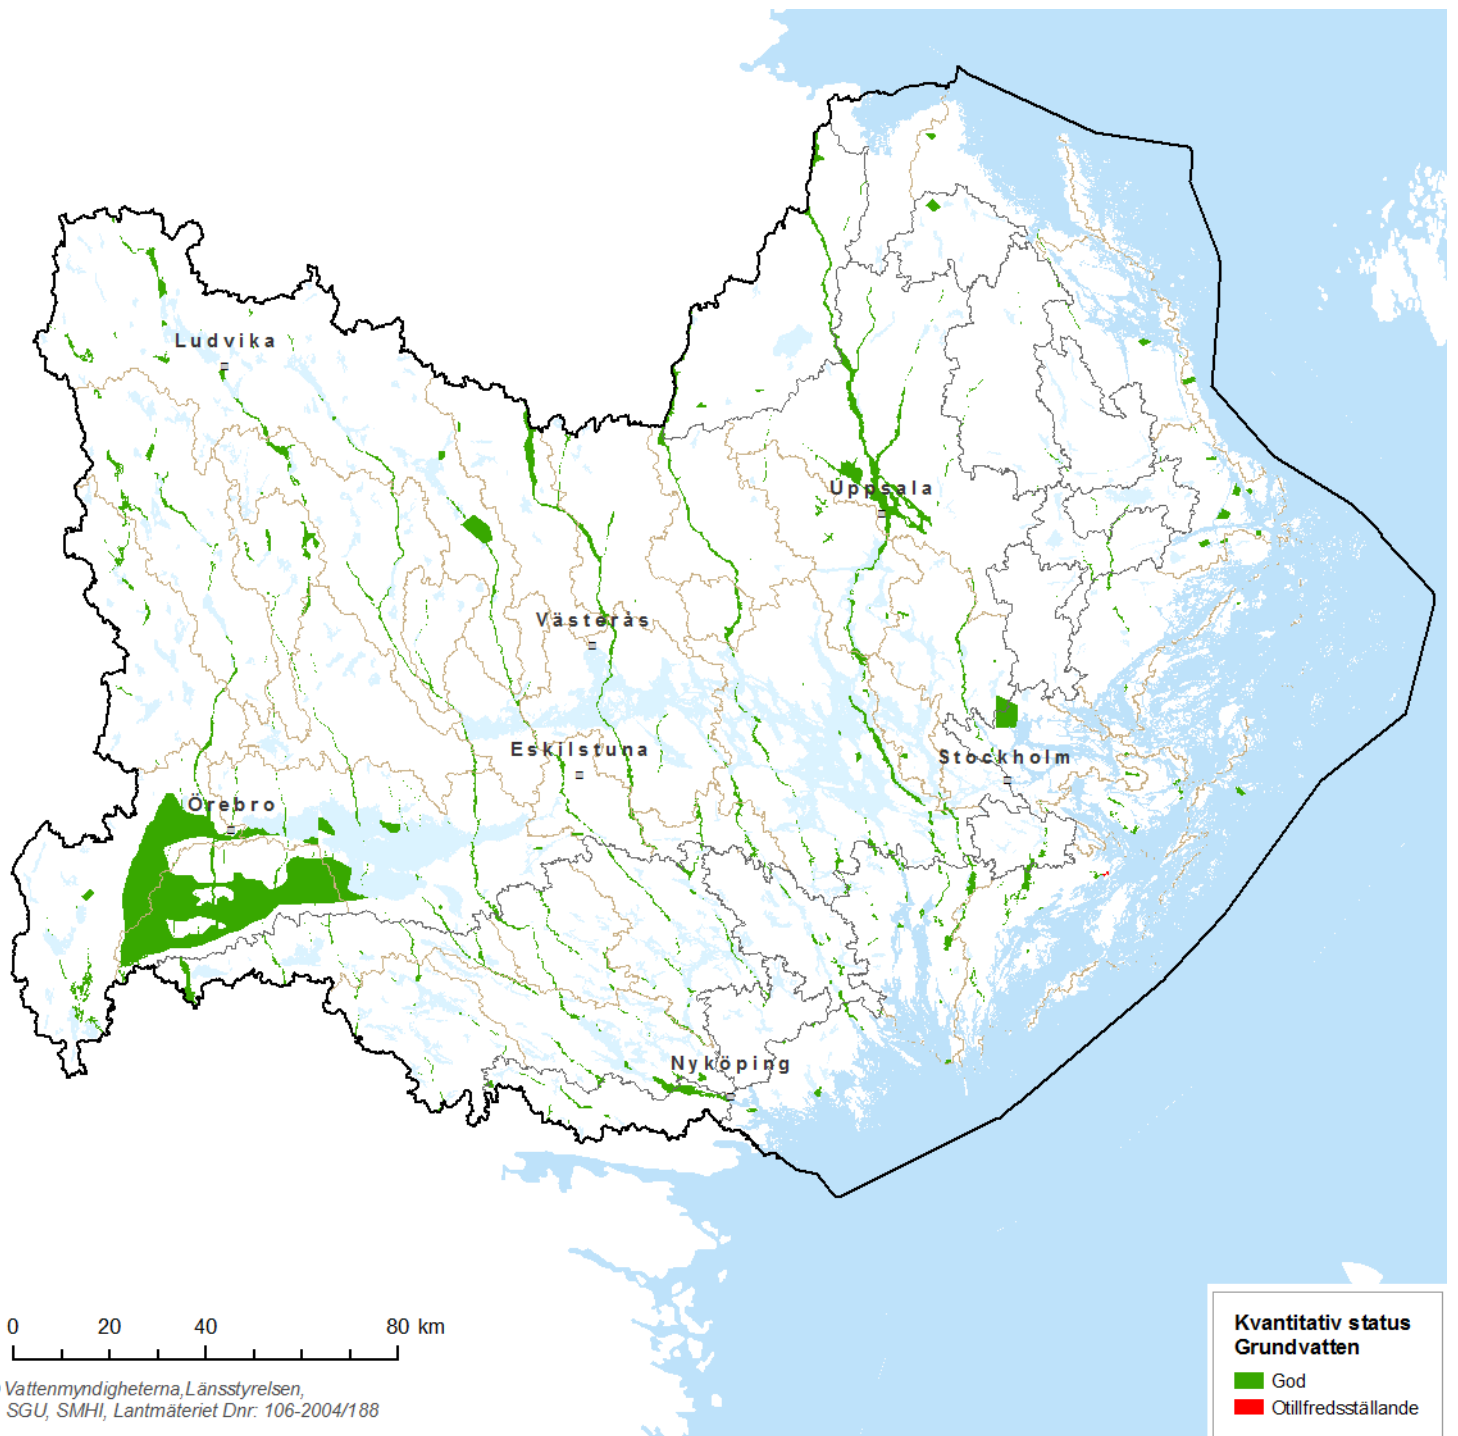 Ludvika
Uppsala
Västerås
Eskilstuna
Stockholm
Örebro
Nyköping
0 20 40 80 km
Vattenmyndigheterna, Länsstyrelsen,
SGU, SMHI, Lantmäteriet Dnr: 106-2004/188
Kvantitativ status
Grundvatten
God
Otillfredsställande